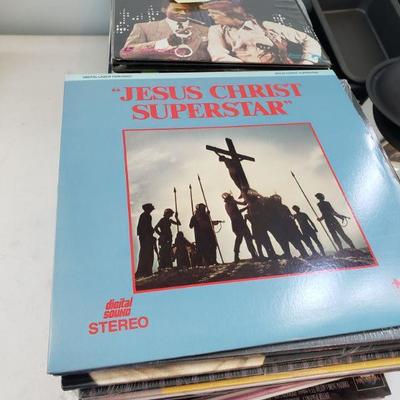 "JESUS CHRIST
SUPERSTAR"
digital
SOUND
STEREO